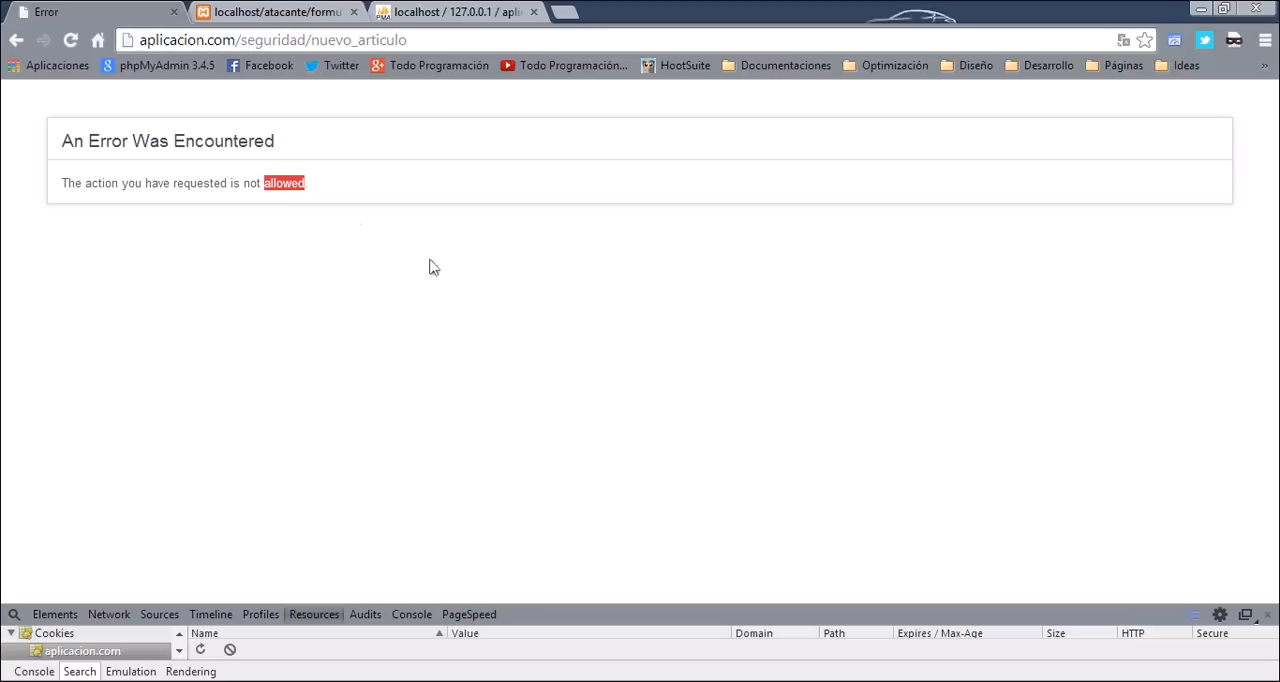 Error
localhost/atacante/formu
localhost / 127.0.0.1 / apli
aplicacion.com/seguridad/nuevo_articulo
Aplicaciones phpMyAdmin 3.4.5 Facebook Twitter Todo Programación Todo Programación... HootSuite Documentaciones Optimización Diseño Desarrollo Páginas Ideas »
An Error Was Encountered
The action you have requested is not allowed.
Elements Network Sources Timeline Profiles Resources Audits Console PageSpeed
Cookies Name Value Domain Path Expires / Max-Age Size HTTP Secure
aplicacion.com
Console Search Emulation Rendering